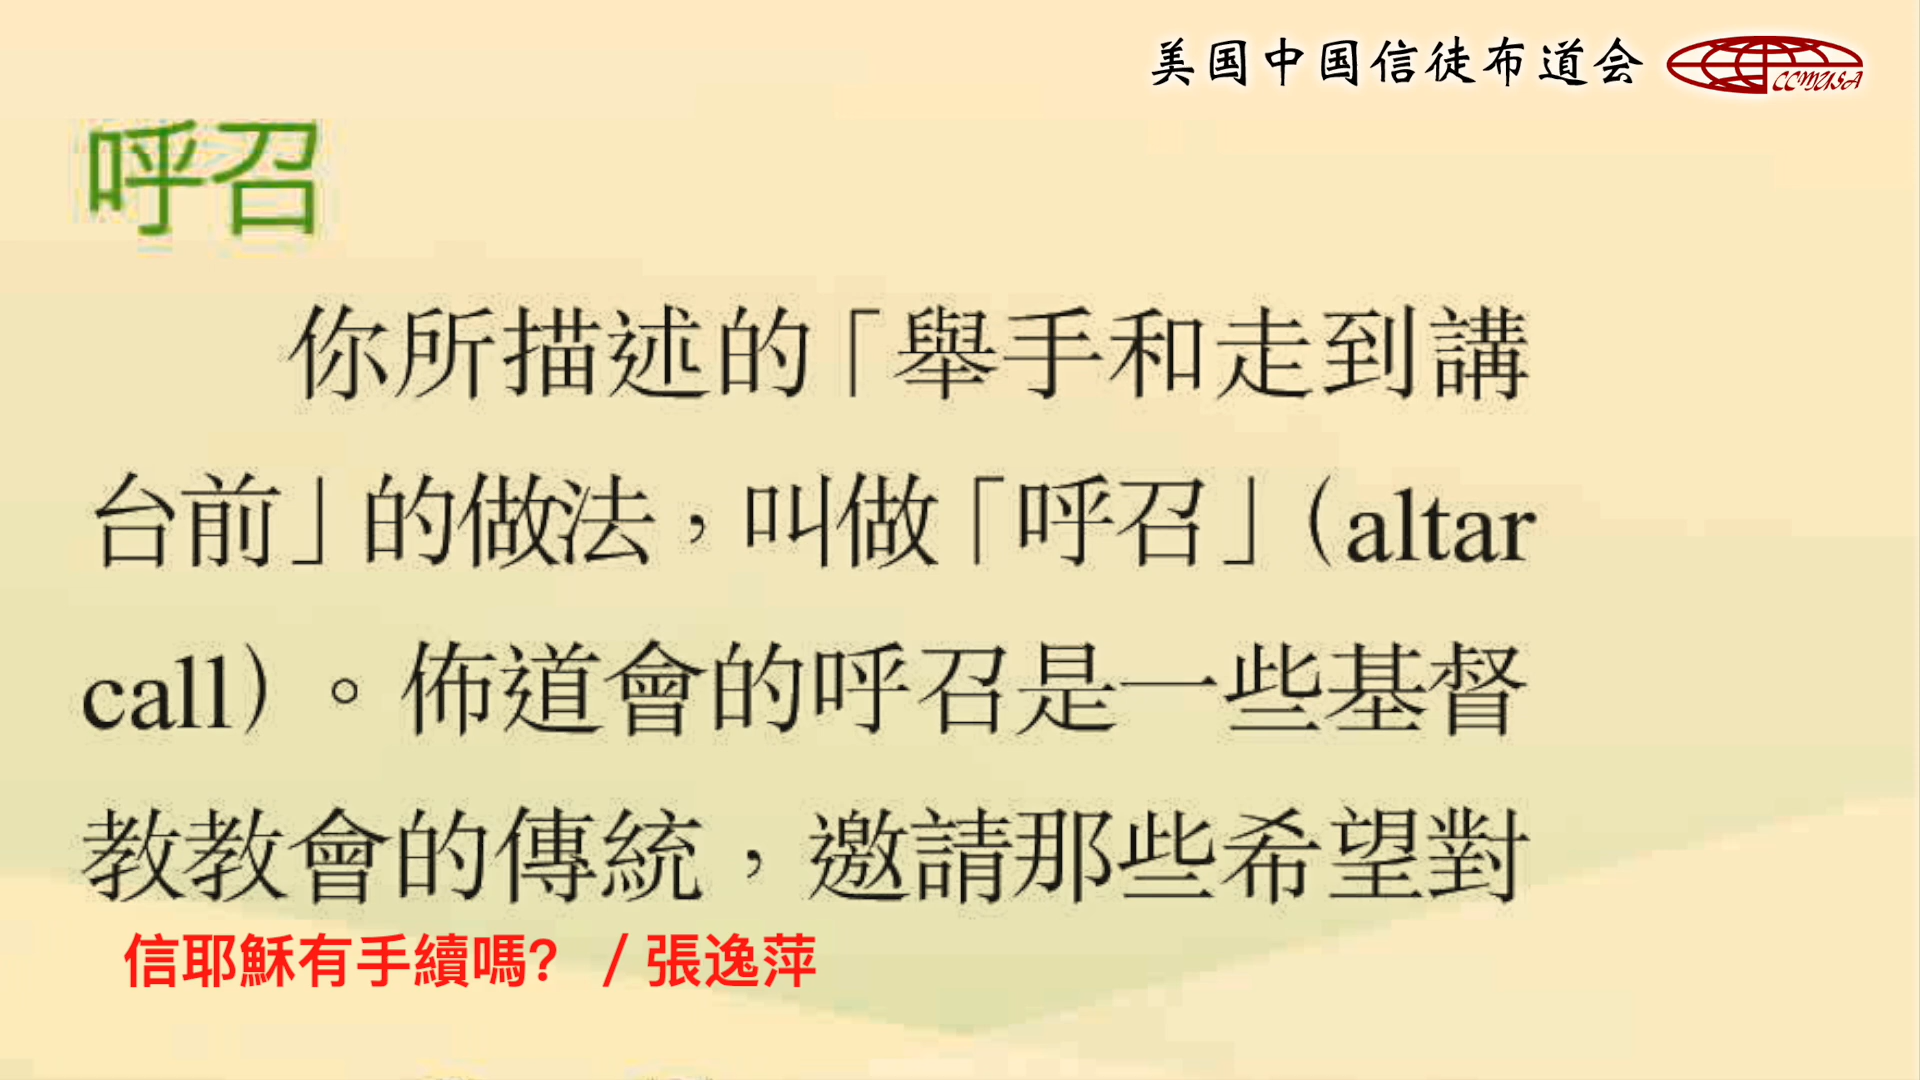 美国中国信徒布道会
CCMUSA
呼召
你所描述的「舉手和走到講
台前」的做法，叫做「呼召」（altar
call）。佈道會的呼召是一些基督
教教會的傳統，邀請那些希望對
信耶穌有手續嗎？ / 張逸萍